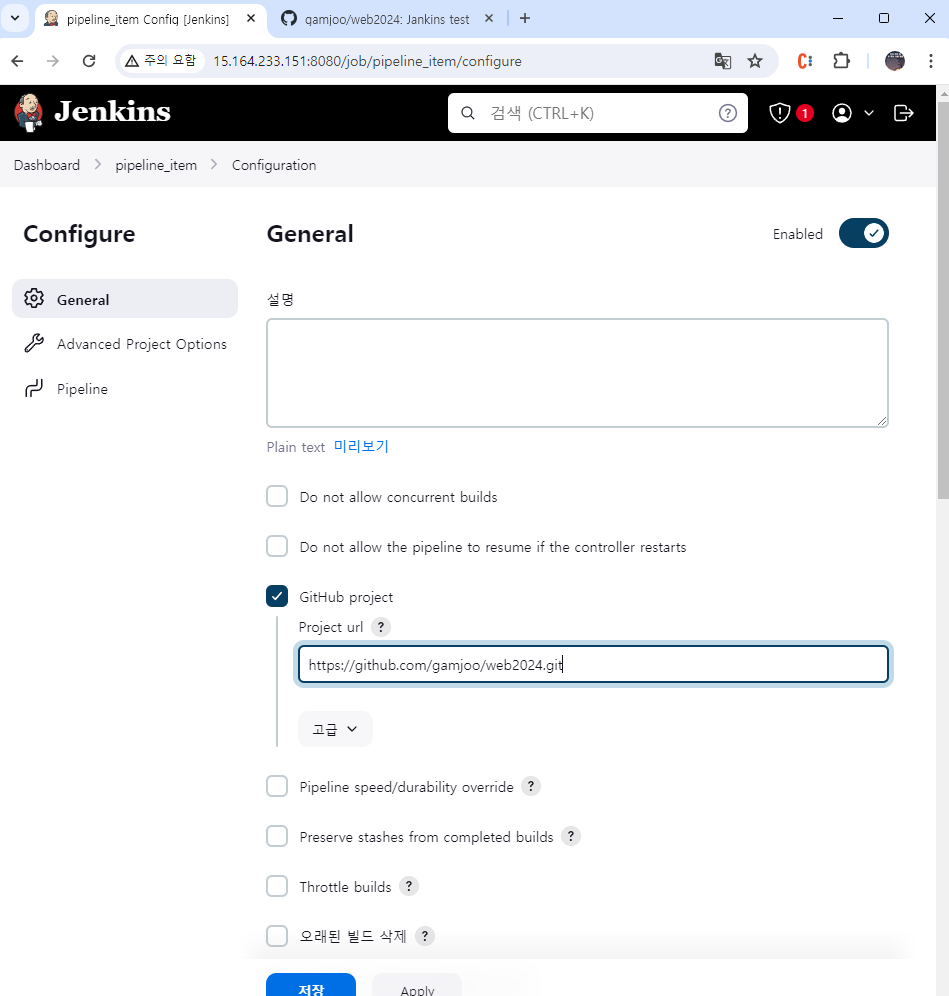 pipeline_item Config [Jenkins]
qamjoo/web2024: Jankins test
주의 요함
15.164.233.151:8080/job/pipeline_item/configure
Jenkins
검색 (CTRL+K)
1
Dashboard
pipeline_item
Configuration
Configure
General
Enabled
General
Advanced Project Options
Pipeline
설명
Plain text 미리보기
Do not allow concurrent builds
Do not allow the pipeline to resume if the controller restarts
GitHub project
Project url ?
https://github.com/gamjoo/web2024.git
고급
Pipeline speed/durability override ?
Preserve stashes from completed builds ?
Throttle builds ?
오래된 빌드 삭제 ?
저장
Apply